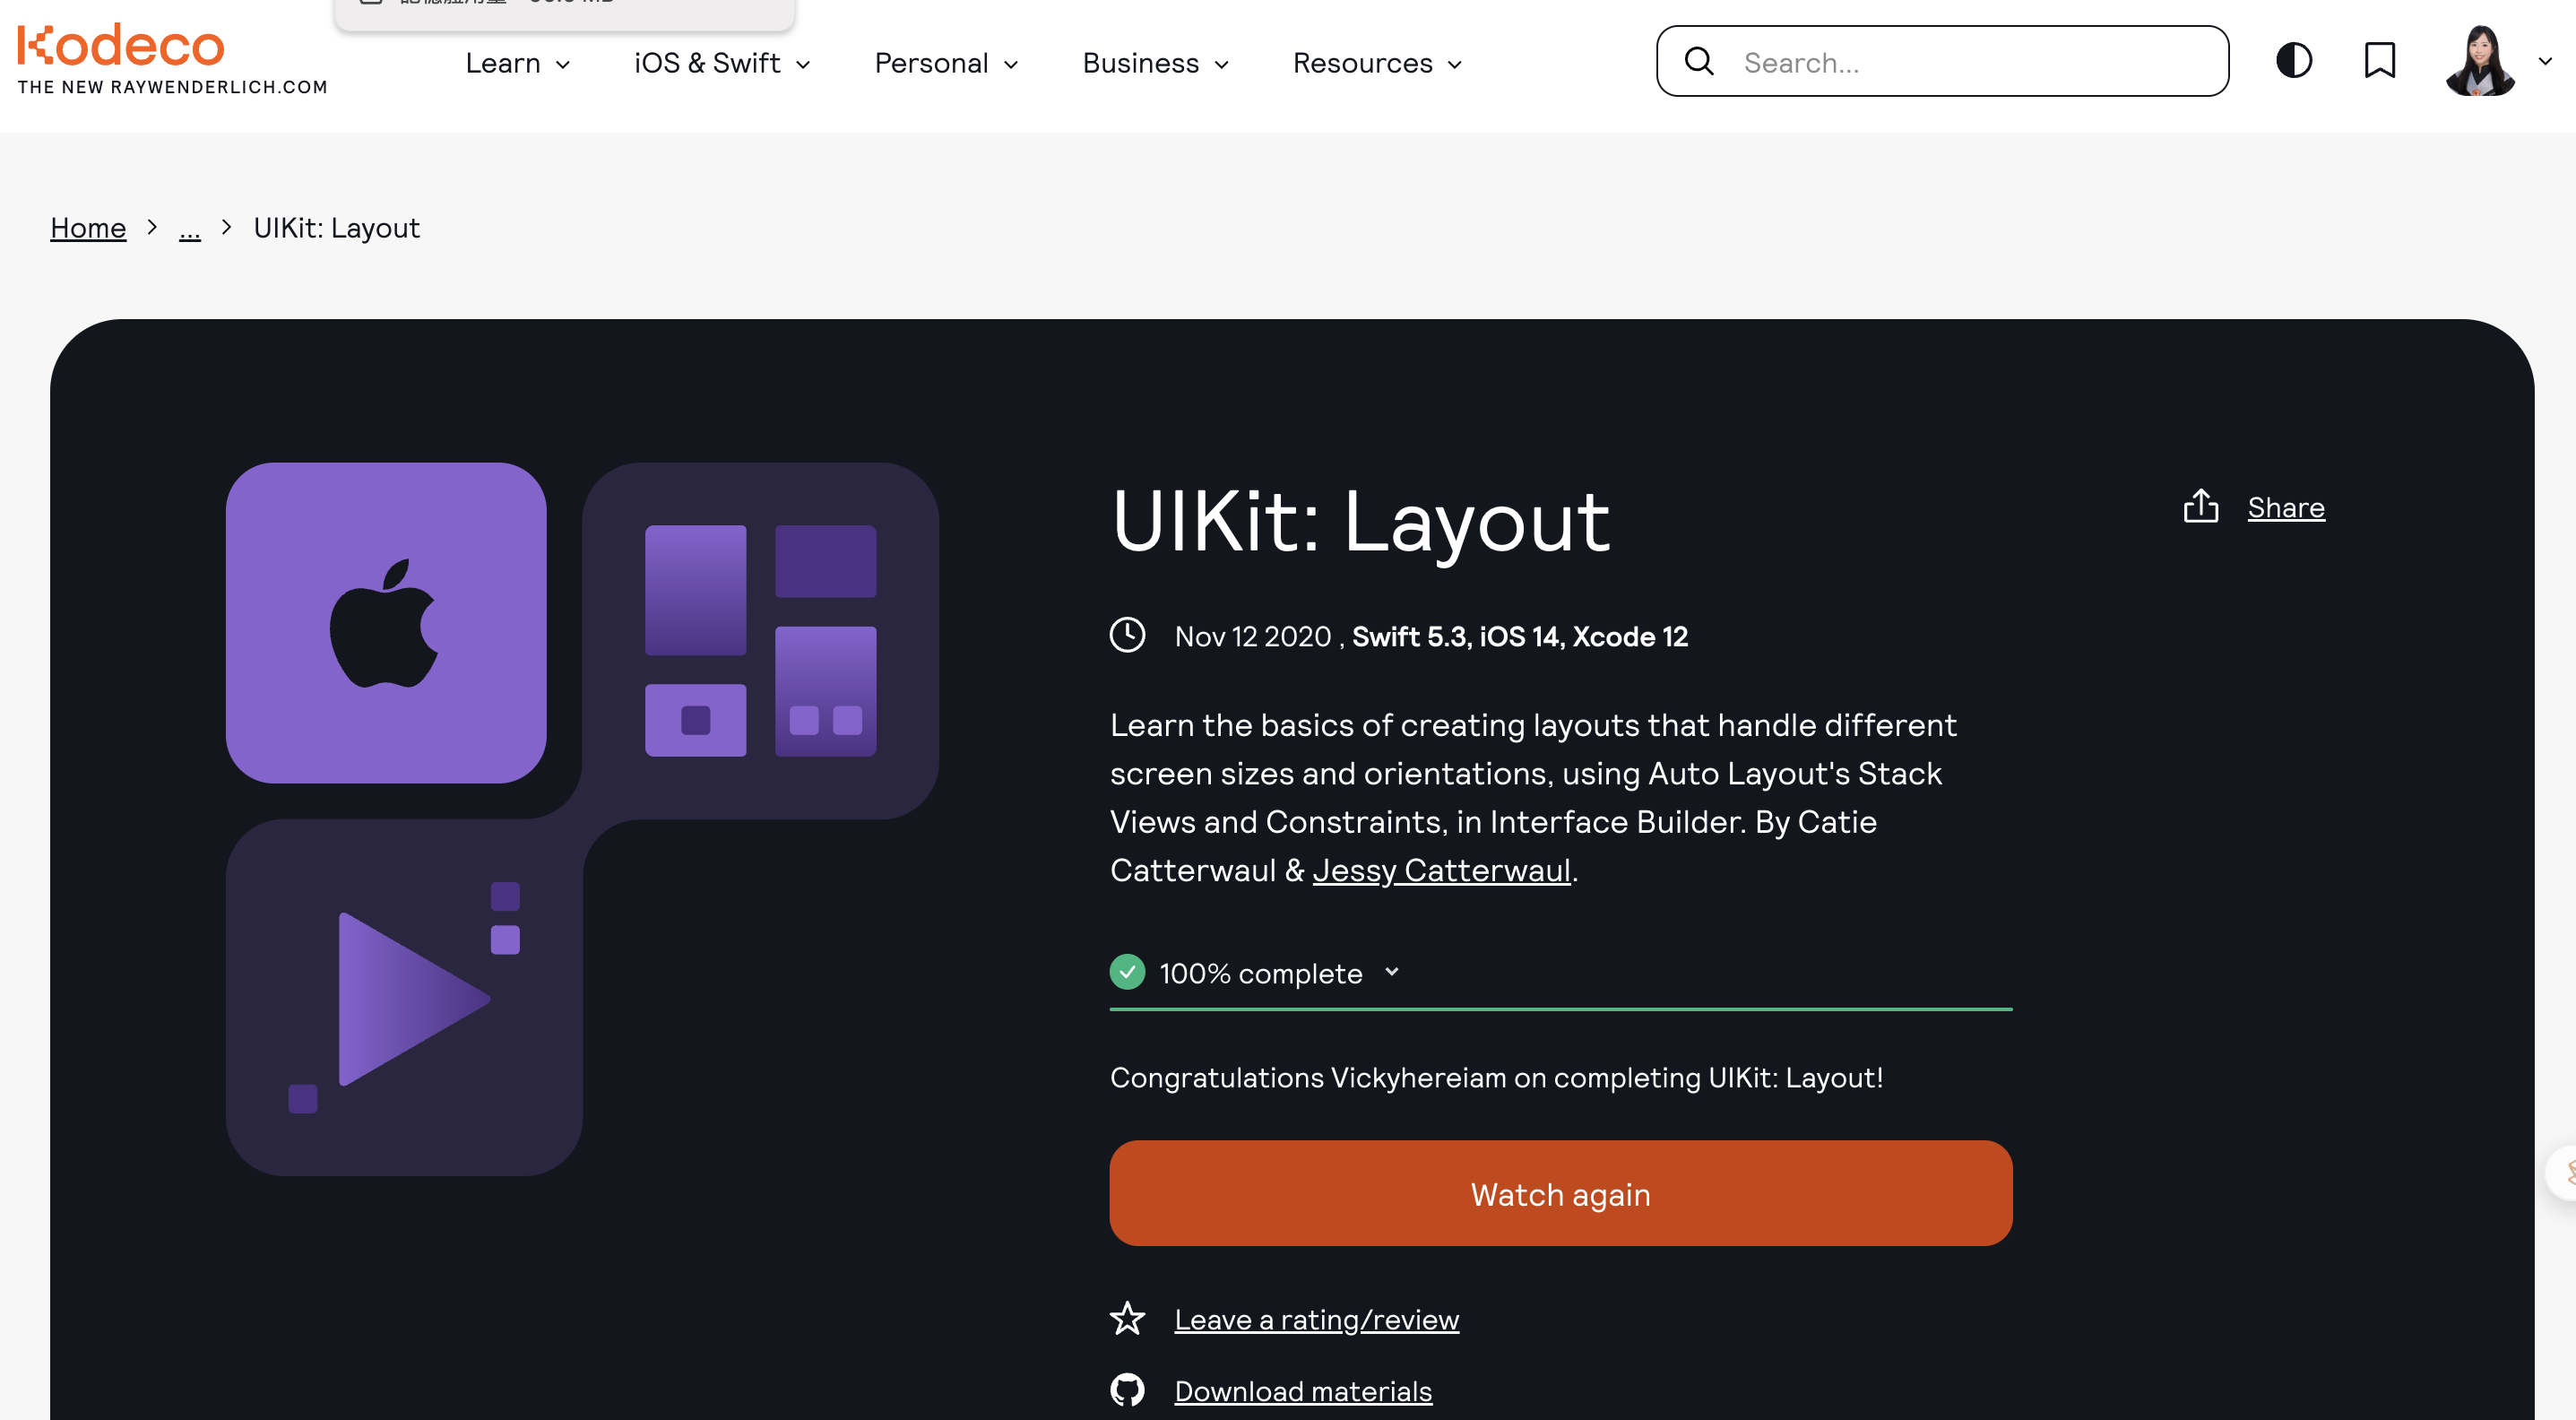 Kodeco
THE NEW RAYWENDERLICH.COM
Learn
iOS & Swift
Personal
Business
Resources
Search...
Home > ... > UIKit: Layout
UIKit: Layout
Share
Nov 12 2020 , Swift 5.3, iOS 14, Xcode 12
Learn the basics of creating layouts that handle different
screen sizes and orientations, using Auto Layout's Stack
Views and Constraints, in Interface Builder. By Catie
Catterwaul & Jessy Catterwaul.
100% complete
Congratulations Vickyhereiam on completing UIKit: Layout!
Watch again
Leave a rating/review
Download materials